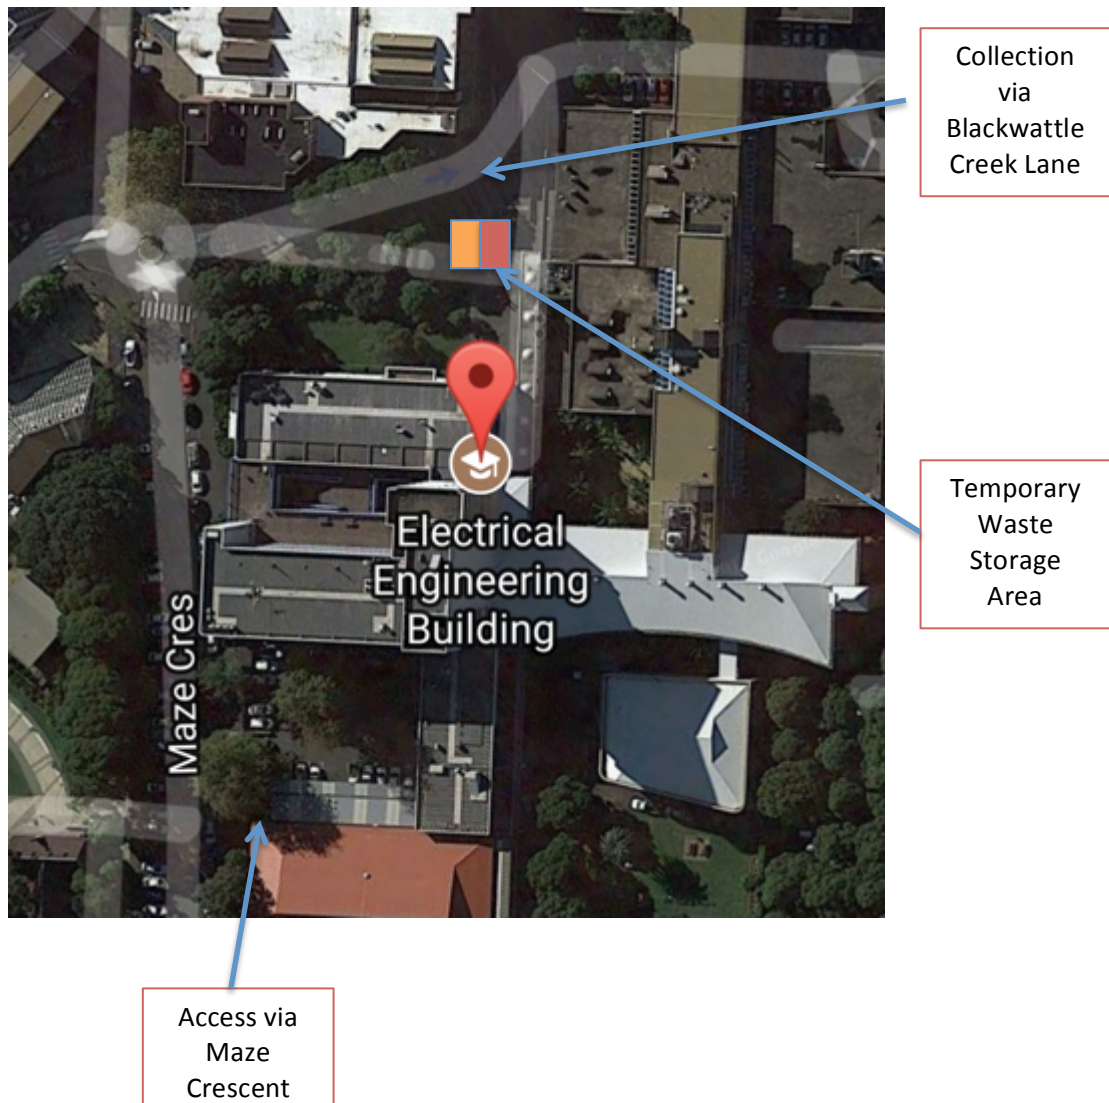 Collection
via
Blackwattle
Creek Lane
Electrical
Engineering
Building
Maze Cres
Temporary
Waste
Storage
Area
Access via
Maze
Crescent